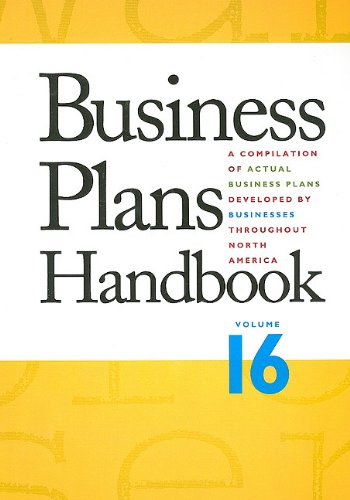 Business
Plans
Handbook
A COMPILATION
OF ACTUAL
BUSINESS PLANS
DEVELOPED BY
BUSINESSES
THROUGHOUT
NORTH
AMERICA
VOLUME
16